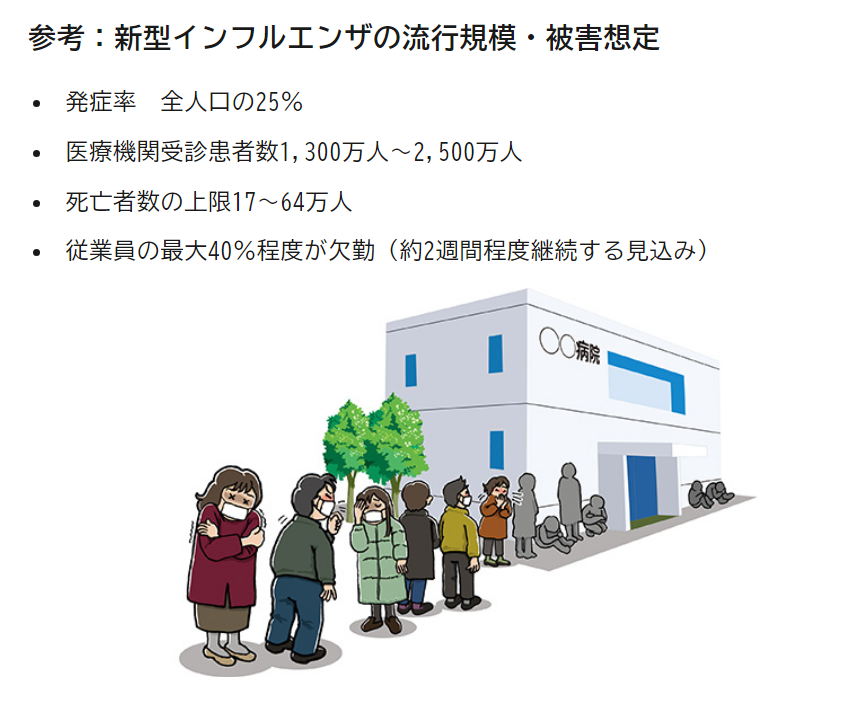 参考：新型インフルエンザの流行規模・被害想定
• 発症率　全人口の25％
• 医療機関受診患者数1,300万人～2,500万人
• 死亡者数の上限17～64万人
• 従業員の最大40％程度が欠勤（約2週間程度継続する見込み）
〇〇病院